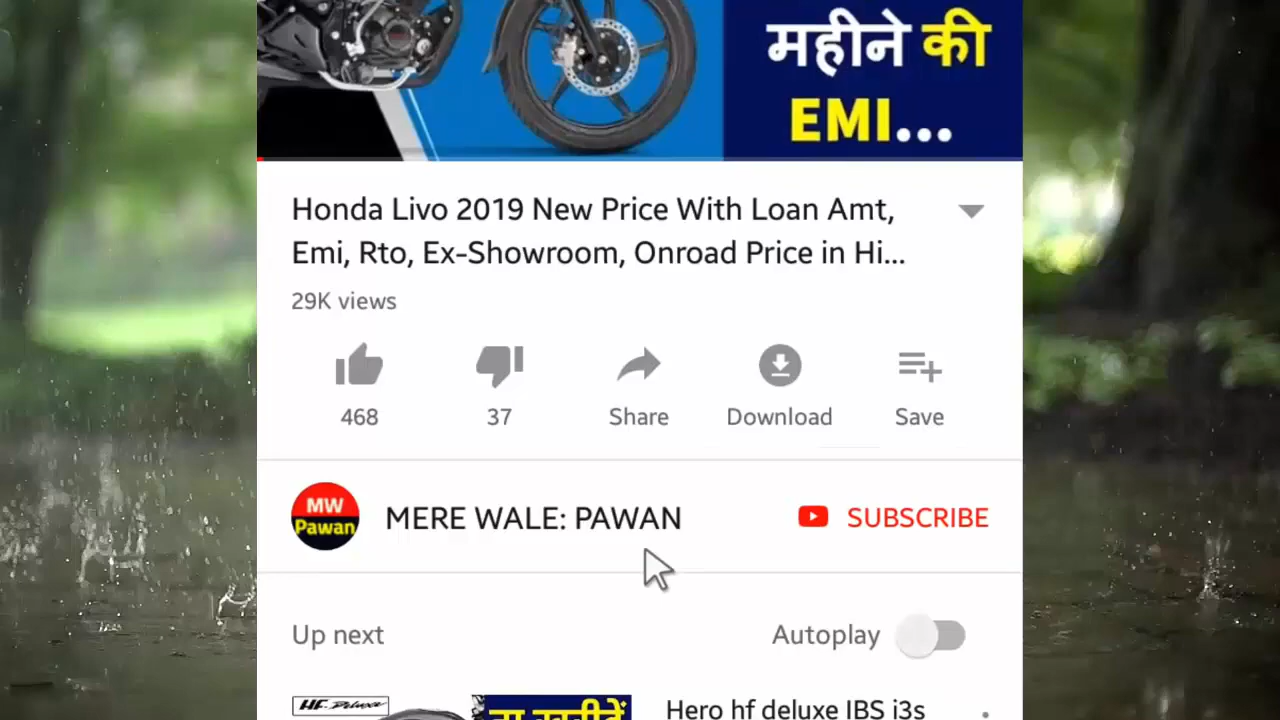 महीने की
EMI...
Honda Livo 2019 New Price With Loan Amt,
Emi, Rto, Ex-Showroom, Onroad Price in Hi...
29K views
468
37
Share
Download
Save
MW
Pawan
MERE WALE: PAWAN
SUBSCRIBE
Up next
Autoplay
HF Deluxe
Hero hf deluxe IBS i3s